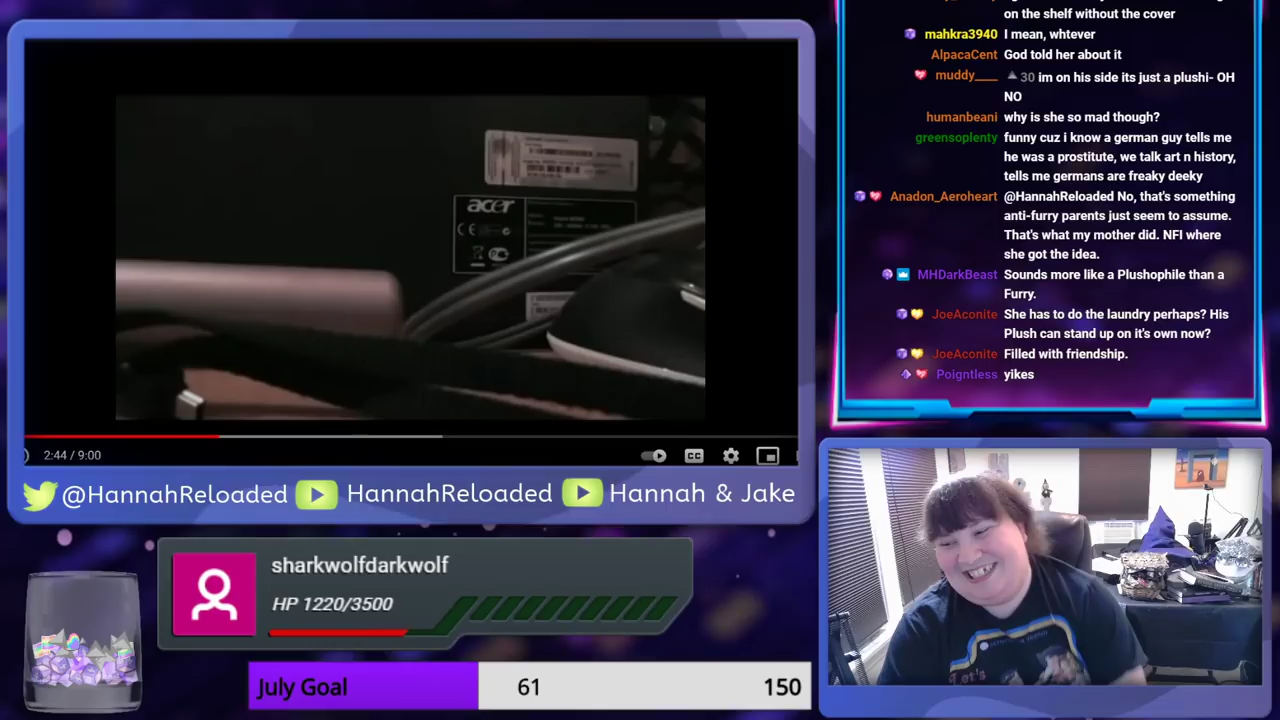 acer
2:44 / 9:00
CC
@HannahReloaded HannahReloaded Hannah & Jake
sharkwolfdarkwolf
HP 1220/3500
July Goal 61 150
on the shelf without the cover
mahkra3940 I mean, whtever
AlpacaCent God told her about it
muddy____ 30 im on his side its just a plushi- OH
NO
humanbeani why is she so mad though?
greensoplenty funny cuz i know a german guy tells me
he was a prostitute, we talk art n history,
tells me germans are freaky deeky
Anadon_Aeroheart @HannahReloaded No, that's something
anti-furry parents just seem to assume.
That's what my mother did. NFI where
she got the idea.
MHDarkBeast Sounds more like a Plushophile than a
Furry.
JoeAconite She has to do the laundry perhaps? His
Plush can stand up on it's own now?
JoeAconite Filled with friendship.
Poigntless yikes
Let's